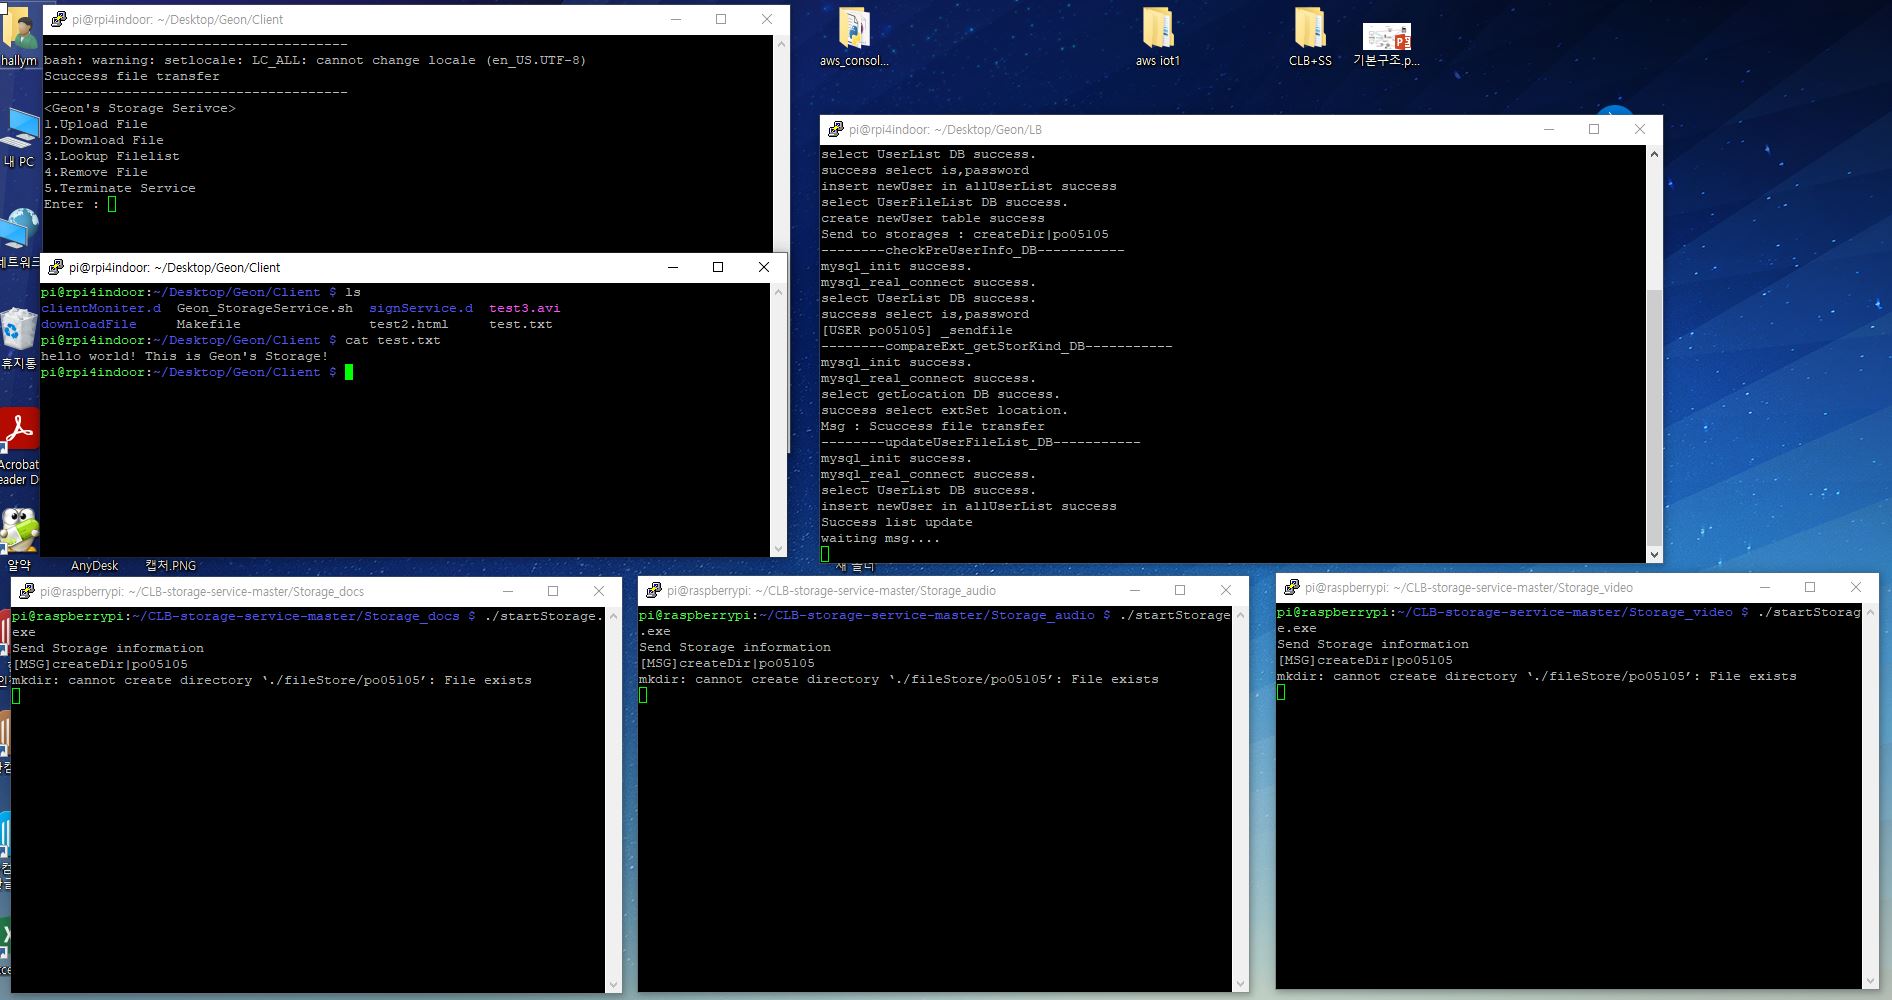 hallym
내 PC
네트워크
휴지통
Acrobat
eader D
알약
AnyDesk
캡처.PNG
aws_consol...
aws iot1
CLB+SS
기본구조.p...
pi@rpi4indoor: ~/Desktop/Geon/Client
--------------------------------------
bash: warning: setlocale: LC_ALL: cannot change locale (en_US.UTF-8)
Scuccess file transfer
--------------------------------------
<Geon's Storage Serivce>
1.Upload File
2.Download File
3.Lookup Filelist
4.Remove File
5.Terminate Service
Enter :
pi@rpi4indoor: ~/Desktop/Geon/Client
pi@rpi4indoor:~/Desktop/Geon/Client $ ls
clientMoniter.d Geon_StorageService.sh signService.d test3.avi
downloadFile Makefile test2.html test.txt
pi@rpi4indoor:~/Desktop/Geon/Client $ cat test.txt
hello world! This is Geon's Storage!
pi@rpi4indoor:~/Desktop/Geon/Client $
pi@rpi4indoor: ~/Desktop/Geon/LB
select UserList DB success.
success select is,password
insert newUser in allUserList success
select UserFileList DB success.
create newUser table success
Send to storages : createDir|po05105
--------checkPreUserInfo_DB-----------
mysql_init success.
mysql_real_connect success.
select UserList DB success.
success select is,password
[USER po05105] _sendfile
--------compareExt_getStorKind_DB-----------
mysql_init success.
mysql_real_connect success.
select getLocation DB success.
success select extSet location.
Msg : Scuccess file transfer
--------updateUserFileList_DB-----------
mysql_init success.
mysql_real_connect success.
select UserList DB success.
insert newUser in allUserList success
Success list update
waiting msg....
pi@raspberrypi: ~/CLB-storage-service-master/Storage_docs
pi@raspberrypi:~/CLB-storage-service-master/Storage_docs $ ./startStorage.
exe
Send Storage information
[MSG]createDir|po05105
mkdir: cannot create directory ‘./fileStore/po05105’: File exists
pi@raspberrypi: ~/CLB-storage-service-master/Storage_audio
pi@raspberrypi:~/CLB-storage-service-master/Storage_audio $ ./startStorage
.exe
Send Storage information
[MSG]createDir|po05105
mkdir: cannot create directory ‘./fileStore/po05105’: File exists
pi@raspberrypi: ~/CLB-storage-service-master/Storage_video
pi@raspberrypi:~/CLB-storage-service-master/Storage_video $ ./startStorag
e.exe
Send Storage information
[MSG]createDir|po05105
mkdir: cannot create directory ‘./fileStore/po05105’: File exists